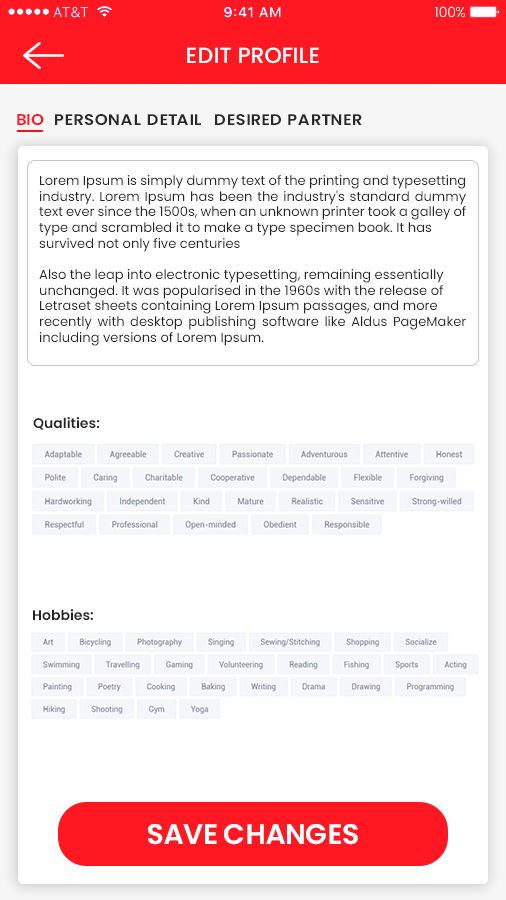 AT&T 9:41 AM 100%
EDIT PROFILE
BIO PERSONAL DETAIL DESIRED PARTNER
Lorem Ipsum is simply dummy text of the printing and typesetting
industry. Lorem Ipsum has been the industry's standard dummy
text ever since the 1500s, when an unknown printer took a galley of
type and scrambled it to make a type specimen book. It has
survived not only five centuries
Also the leap into electronic typesetting, remaining essentially
unchanged. It was popularised in the 1960s with the release of
Letraset sheets containing Lorem Ipsum passages, and more
recently with desktop publishing software like Aldus PageMaker
including versions of Lorem Ipsum.
Qualities:
Adaptable Agreeable Creative Passionate Adventurous Attentive Honest
Polite Caring Charitable Cooperative Dependable Flexible Forgiving
Hardworking Independent Kind Mature Realistic Sensitive Strong-willed
Respectful Professional Open-minded Obedient Responsible
Hobbies:
Art Bicycling Photography Singing Sewing/Stitching Shopping Socialize
Swimming Travelling Gaming Volunteering Reading Fishing Sports Acting
Painting Poetry Cooking Baking Writing Drama Drawing Programming
Hiking Shooting Gym Yoga
SAVE CHANGES